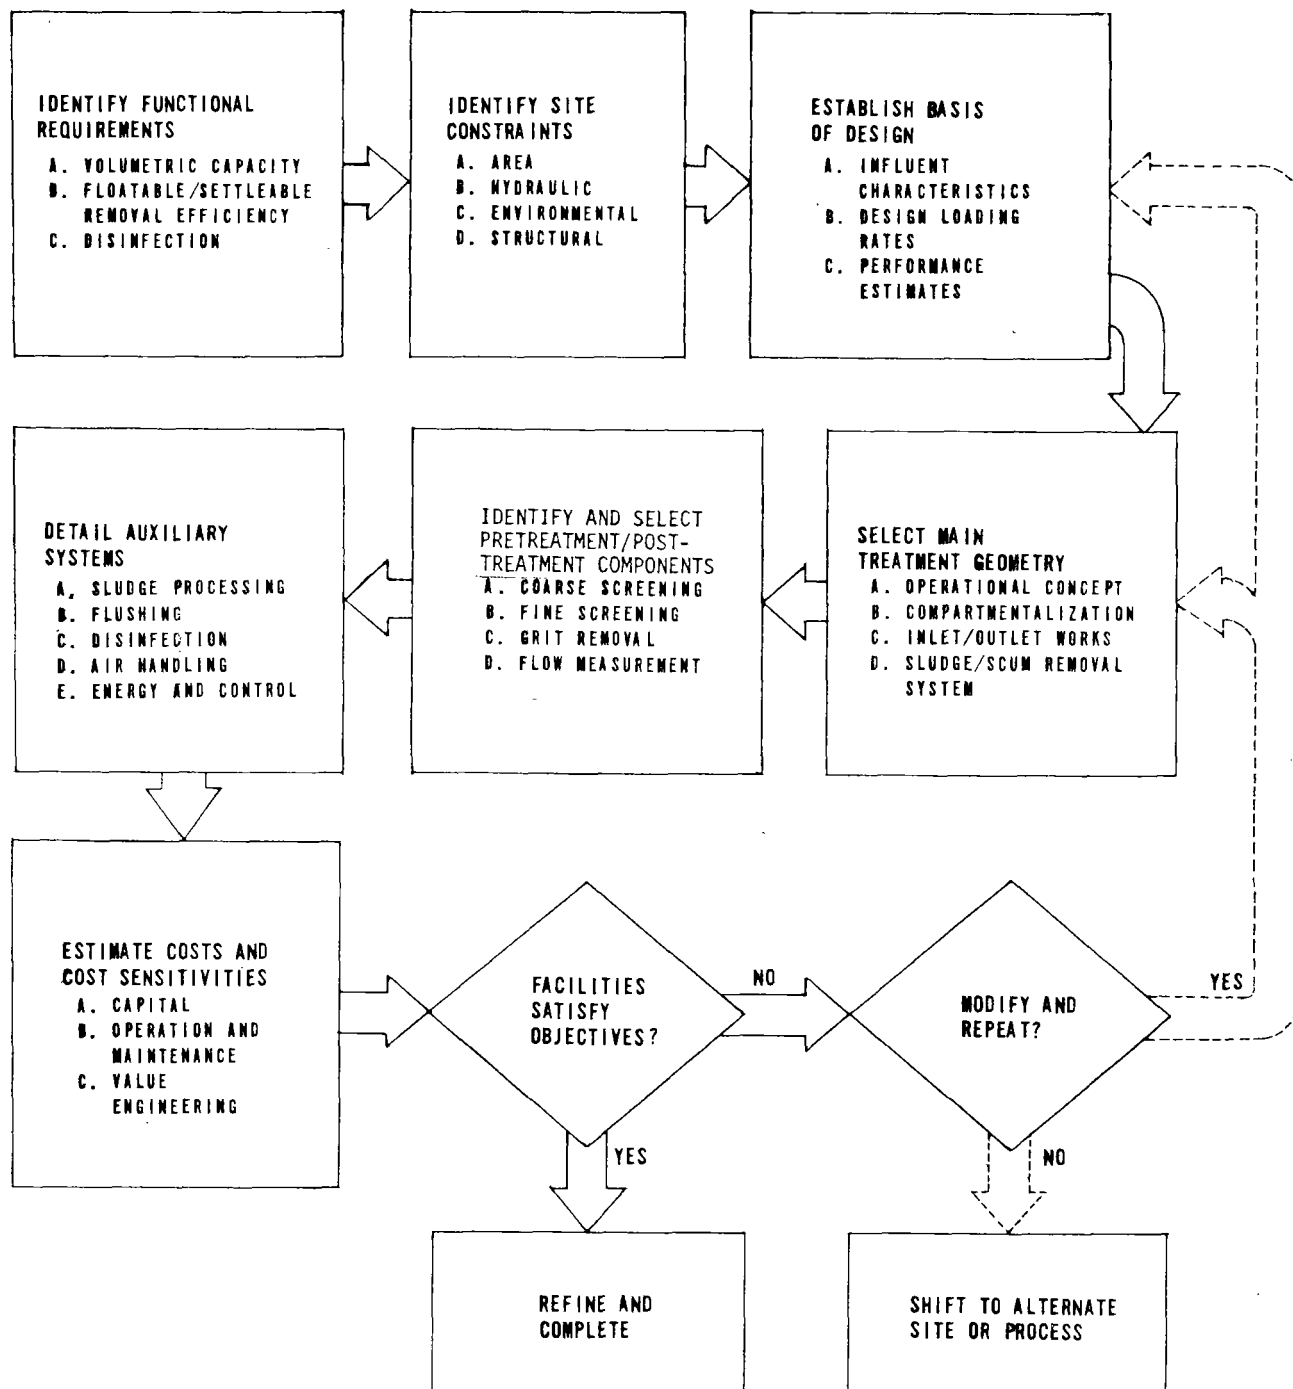 IDENTIFY FUNCTIONAL
REQUIREMENTS
A. VOLUMETRIC CAPACITY
B. FLOATABLE/SETTLEABLE
REMOVAL EFFICIENCY
C. DISINFECTION
IDENTIFY SITE
CONSTRAINTS
A. AREA
B. HYDRAULIC
C. ENVIRONMENTAL
D. STRUCTURAL
ESTABLISH BASIS
OF DESIGN
A. INFLUENT
CHARACTERISTICS
B. DESIGN LOADING
RATES
C. PERFORMANCE
ESTIMATES
DETAIL AUXILIARY
SYSTEMS
A. SLUDGE PROCESSING
B. FLUSHING
C. DISINFECTION
D. AIR HANDLING
E. ENERGY AND CONTROL
IDENTIFY AND SELECT
PRETREATMENT/POST-
TREATMENT COMPONENTS
A. COARSE SCREENING
B. FINE SCREENING
C. GRIT REMOVAL
D. FLOW MEASUREMENT
SELECT MAIN
TREATMENT GEOMETRY
A. OPERATIONAL CONCEPT
B. COMPARTMENTALIZATION
C. INLET/OUTLET WORKS
D. SLUDGE/SCUM REMOVAL
SYSTEM
ESTIMATE COSTS AND
COST SENSITIVITIES
A. CAPITAL
B. OPERATION AND
MAINTENANCE
C. VALUE
ENGINEERING
FACILITIES
SATISFY
OBJECTIVES?
NO
MODIFY AND
REPEAT?
YES
YES
NO
REFINE AND
COMPLETE
SHIFT TO ALTERNATE
SITE OR PROCESS